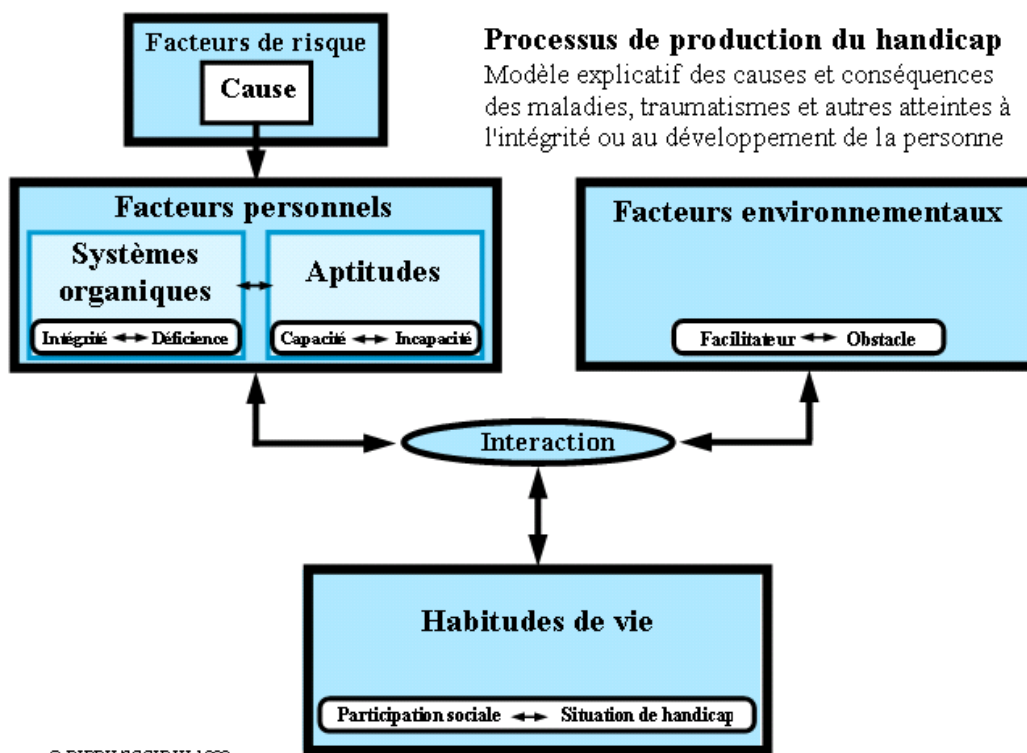 Facteurs de risque
Cause
Processus de production du handicap
Modèle explicatif des causes et conséquences
des maladies, traumatismes et autres atteintes à
l'intégrité ou au développement de la personne
Facteurs personnels
Systèmes
organiques
Intégrité Déficience
Aptitudes
Capacité Incapacité
Facteurs environnementaux
Facilitateur Obstacle
Interaction
Habitudes de vie
Participation sociale Situation de handicap